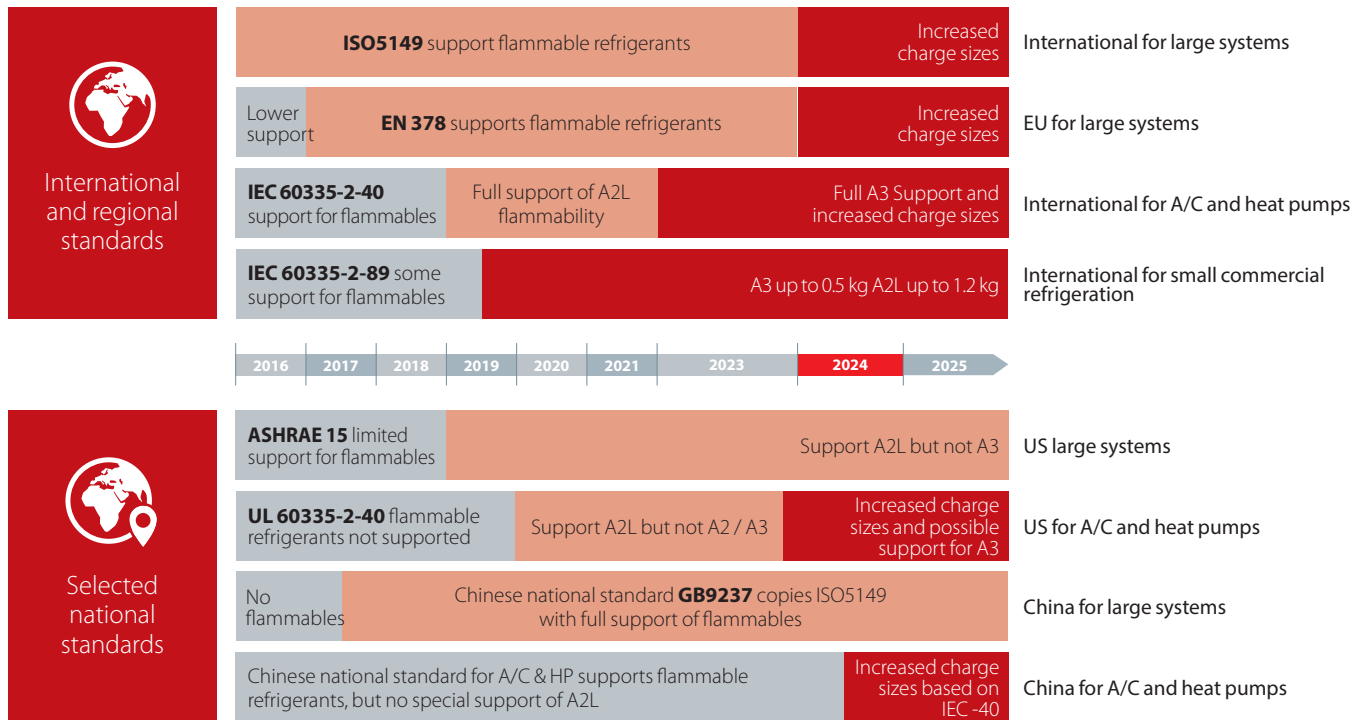 International
and regional
standards
ISO5149 support flammable refrigerants
Increased
charge sizes
International for large systems
Lower
support
EN 378 supports flammable refrigerants
Increased
charge sizes
EU for large systems
IEC 60335-2-40
support for flammables
Full support of A2L
flammability
Full A3 Support and
increased charge sizes
International for A/C and heat pumps
IEC 60335-2-89 some
support for flammables
A3 up to 0.5 kg A2L up to 1.2 kg
International for small commercial
refrigeration
2016 2017 2018 2019 2020 2021 2023 2024 2025
Selected
national
standards
ASHRAE 15 limited
support for flammables
Support A2L but not A3
US large systems
UL 60335-2-40 flammable
refrigerants not supported
Support A2L but not A2 / A3
Increased charge
sizes and possible
support for A3
US for A/C and heat pumps
No
flammables
Chinese national standard GB9237 copies ISO5149
with full support of flammables
China for large systems
Chinese national standard for A/C & HP supports flammable
refrigerants, but no special support of A2L
Increased charge
sizes based on
IEC -40
China for A/C and heat pumps